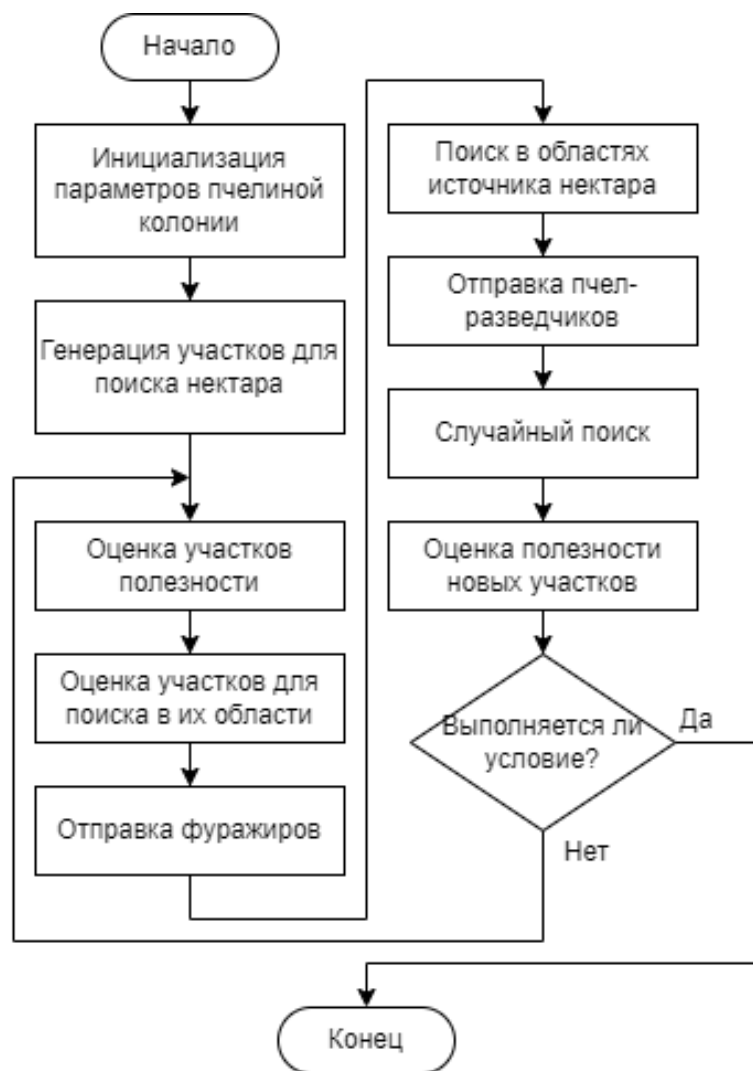 Начало
Инициализация
параметров пчелиной
колонии
Генерация участков для
поиска нектара
Оценка участков
полезности
Оценка участков для
поиска в их области
Отправка фуражиров
Поиск в областях
источника нектара
Отправка пчел-
разведчиков
Случайный поиск
Оценка полезности
новых участков
Выполняется ли
условие?
Да
Нет
Конец